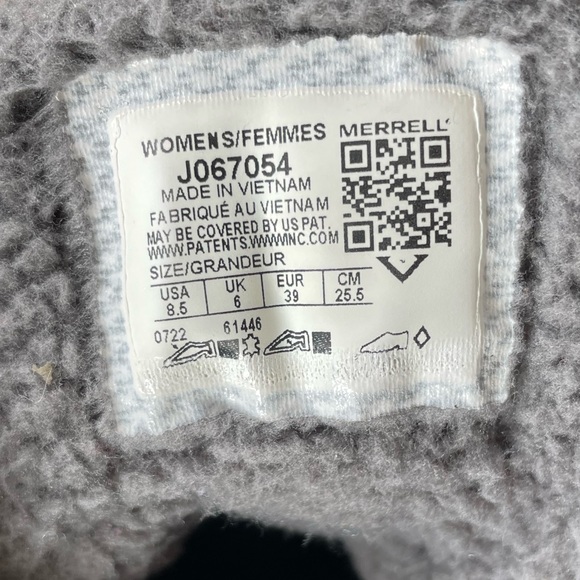 WOMENS/FEMMES MERRELL
J067054
MADE IN VIETNAM
FABRIQUÉ AU VIETNAM
MAY BE COVERED BY US PAT.
WWW.PATENTS.WWWINC.COM
SIZE/GRANDEUR
USA UK EUR CM
8.5 6 39 25.5
0722 61446